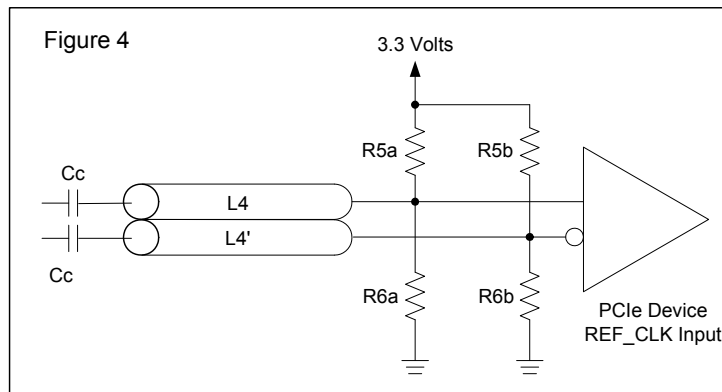 Figure 4
3.3 Volts
R5a
R5b
Cc
L4
L4'
Cc
R6a
R6b
PCIe Device
REF_CLK Input